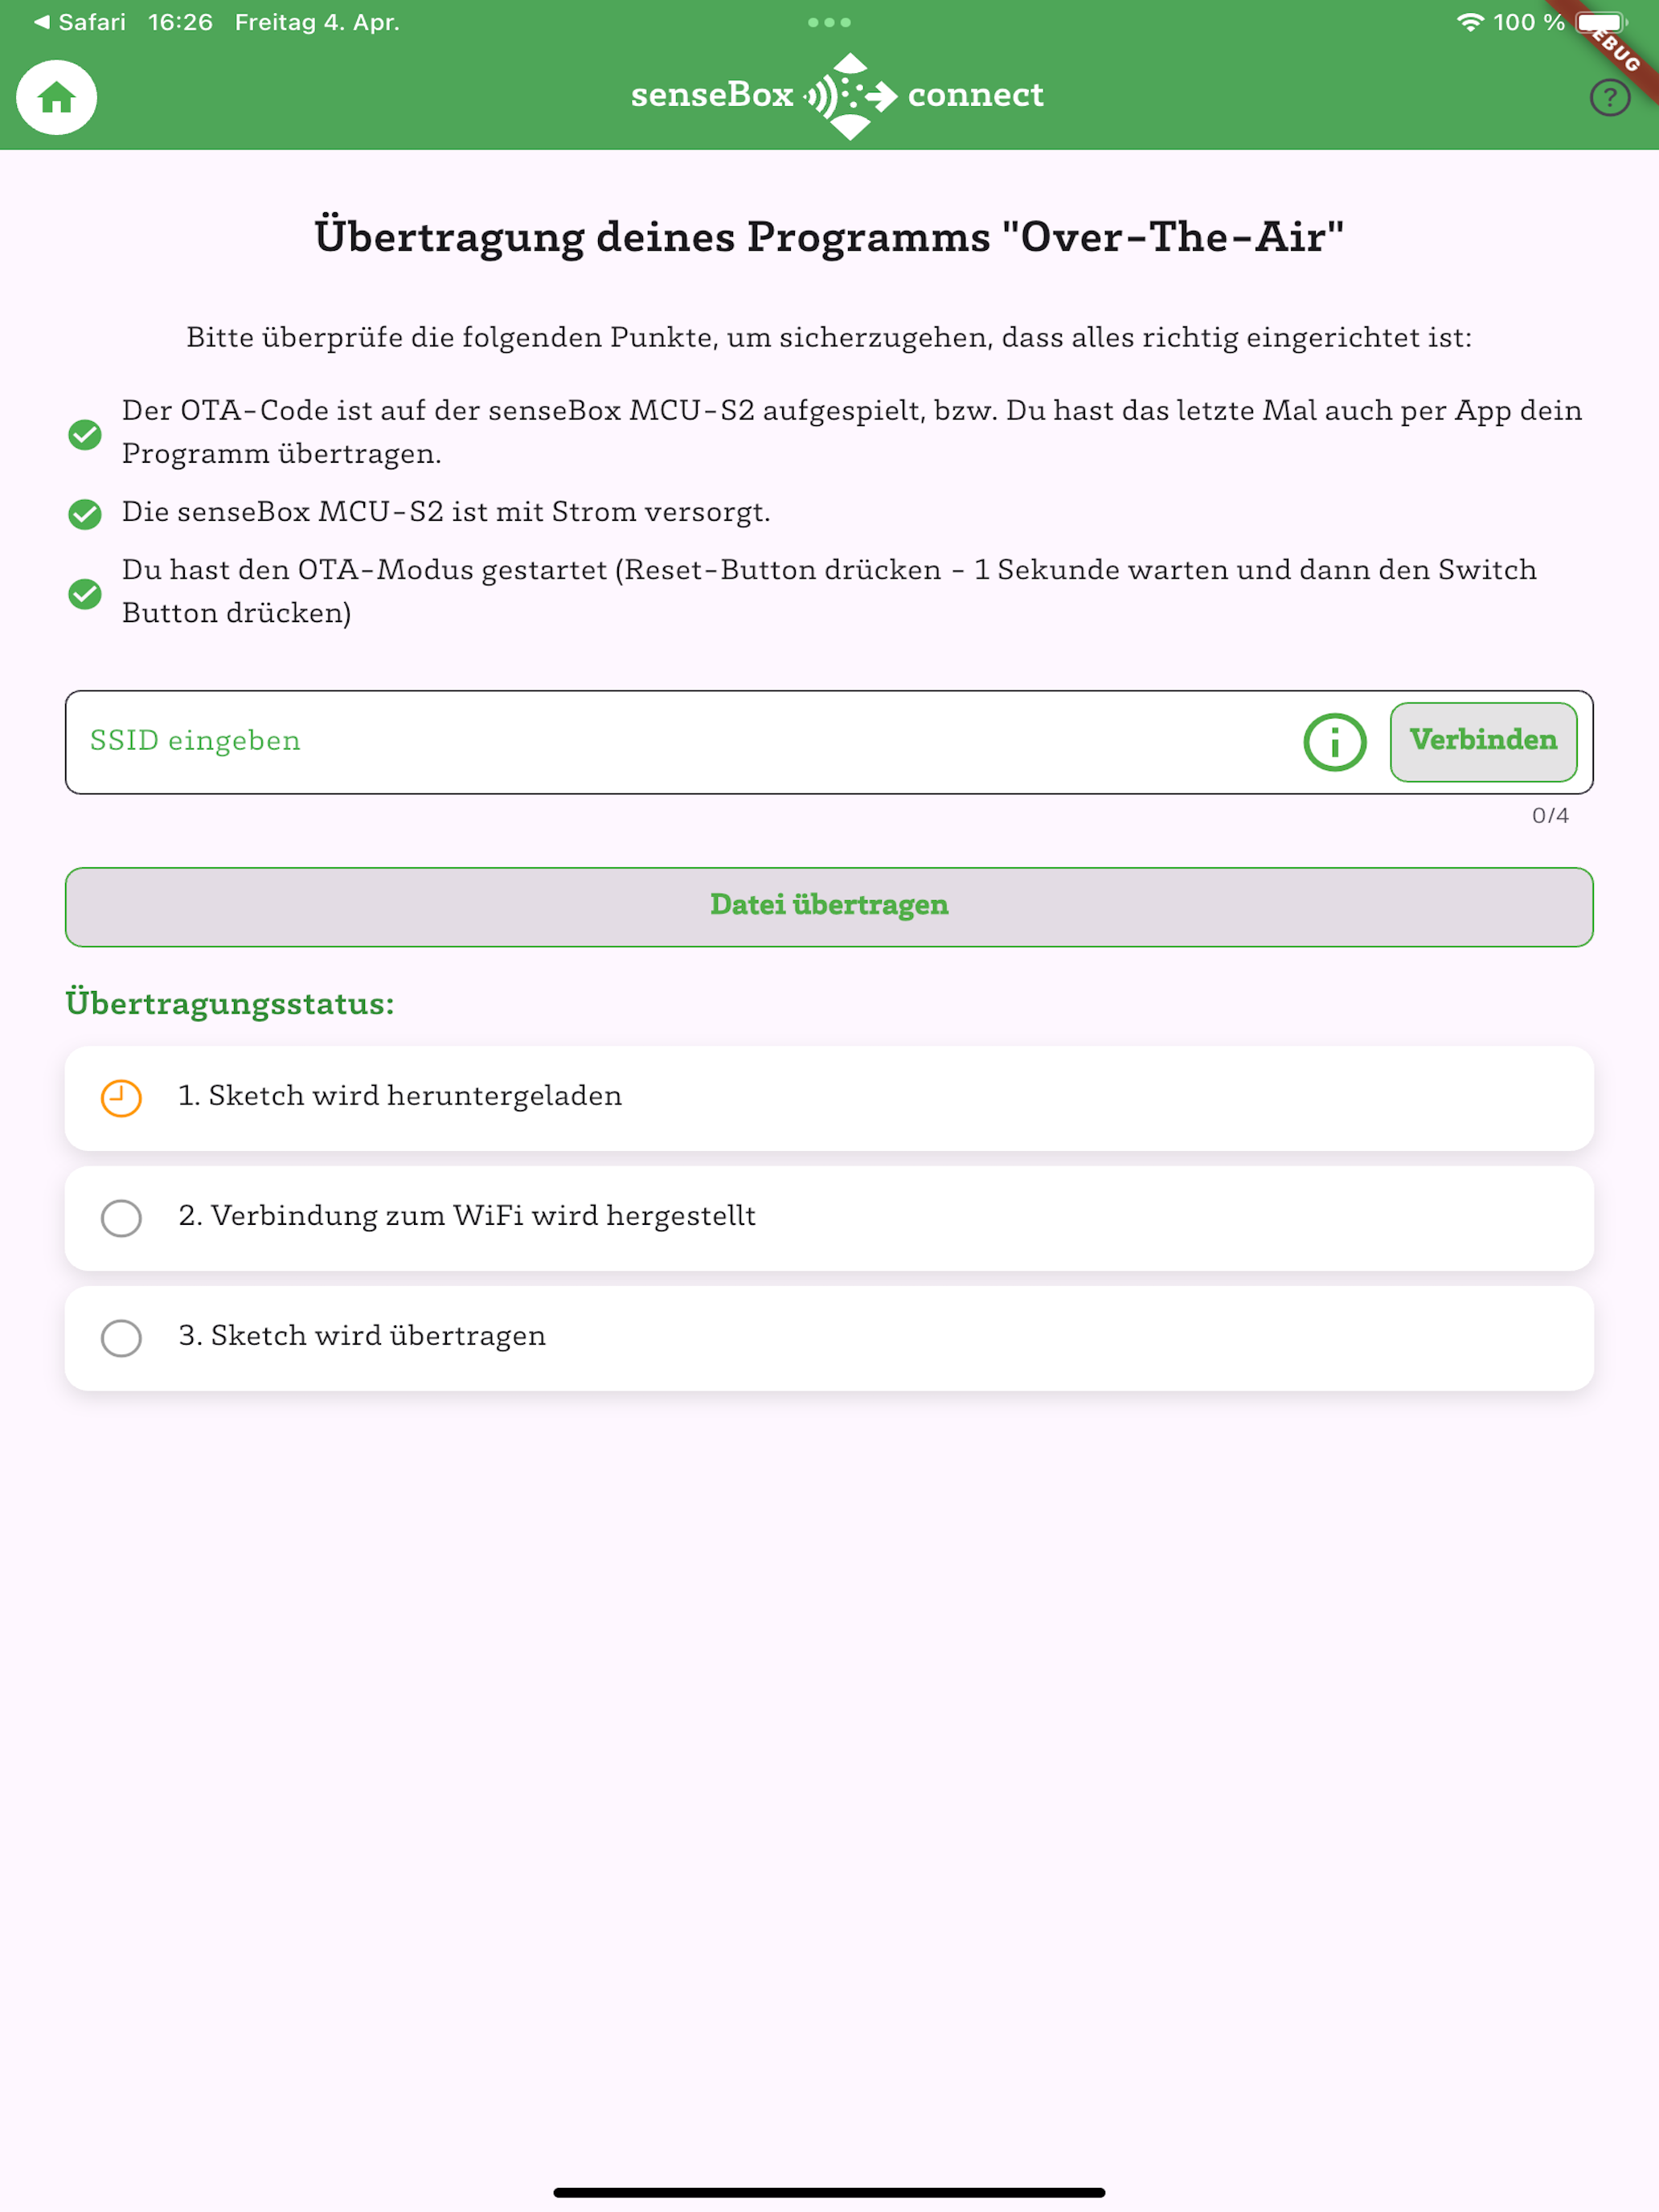 ◀ Safari 16:26 Freitag 4. Apr. 100 %
EBUG
senseBox connect
?
Übertragung deines Programms "Over-The-Air"
Bitte überprüfe die folgenden Punkte, um sicherzugehen, dass alles richtig eingerichtet ist:
Der OTA-Code ist auf der senseBox MCU-S2 aufgespielt, bzw. Du hast das letzte Mal auch per App dein
Programm übertragen.
Die senseBox MCU-S2 ist mit Strom versorgt.
Du hast den OTA-Modus gestartet (Reset-Button drücken - 1 Sekunde warten und dann den Switch
Button drücken)
SSID eingeben
Verbinden
0/4
Datei übertragen
Übertragungsstatus:
1. Sketch wird heruntergeladen
2. Verbindung zum WiFi wird hergestellt
3. Sketch wird übertragen